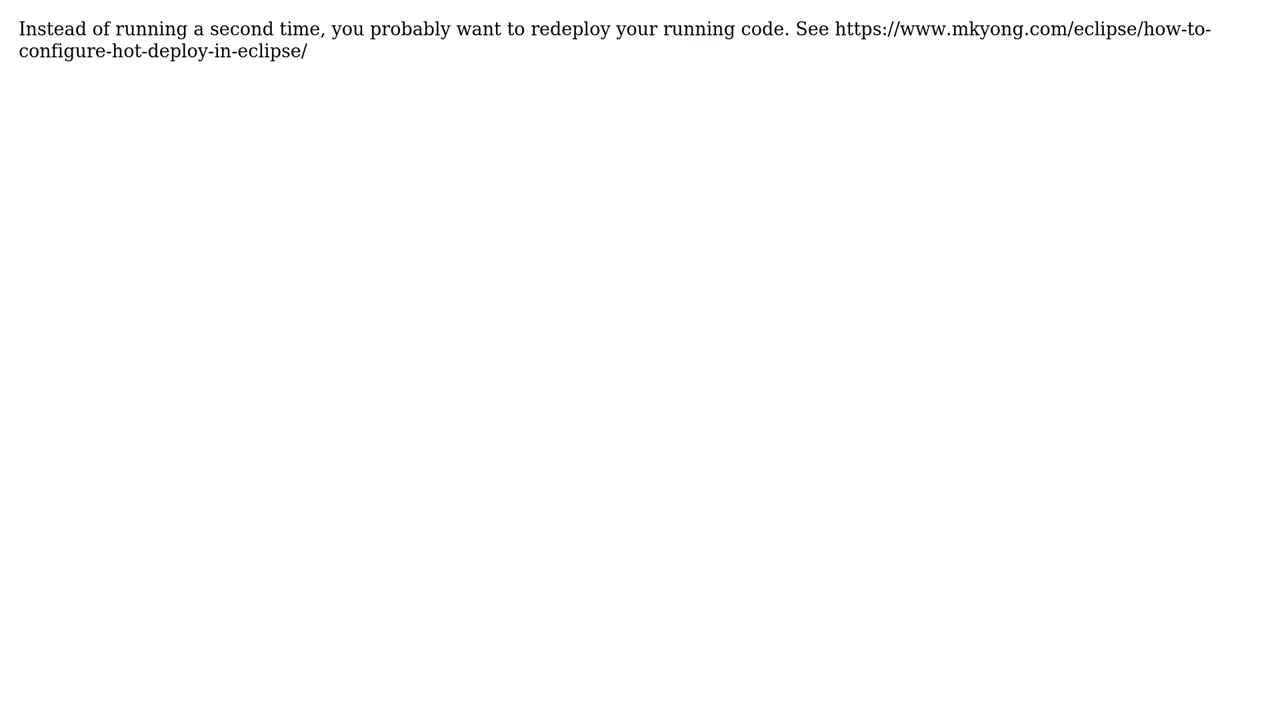 Instead of running a second time, you probably want to redeploy your running code. See https://www.mkyong.com/eclipse/how-to-
configure-hot-deploy-in-eclipse/